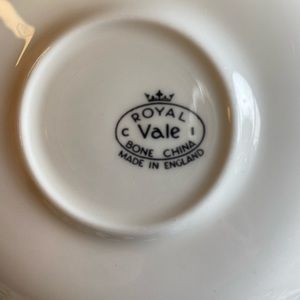 ROYAL
C Vale I
BONE CHINA
MADE IN ENGLAND